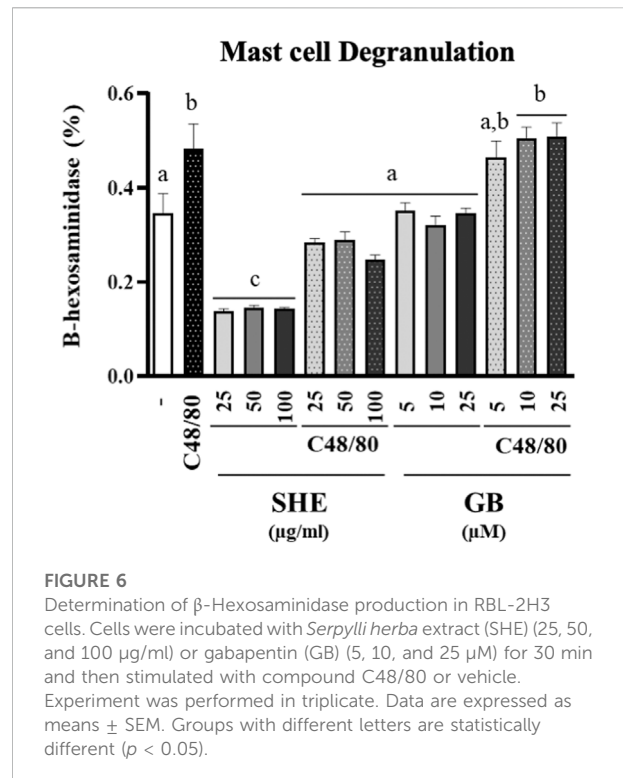 Mast cell Degranulation
B-hexosaminidase (%)
0.6
0.4
0.2
0.0
a
b
c
a
a,b
b
-
C48/80
25
50
100
25
50
100
5
10
25
5
10
25
C48/80
C48/80
SHE
GB
(µg/ml)
(µM)
FIGURE 6
Determination of β-Hexosaminidase production in RBL-2H3
cells. Cells were incubated with Serpylli herba extract (SHE) (25, 50,
and 100 µg/ml) or gabapentin (GB) (5, 10, and 25 µM) for 30 min
and then stimulated with compound C48/80 or vehicle.
Experiment was performed in triplicate. Data are expressed as
means ± SEM. Groups with different letters are statistically
different (p < 0.05).